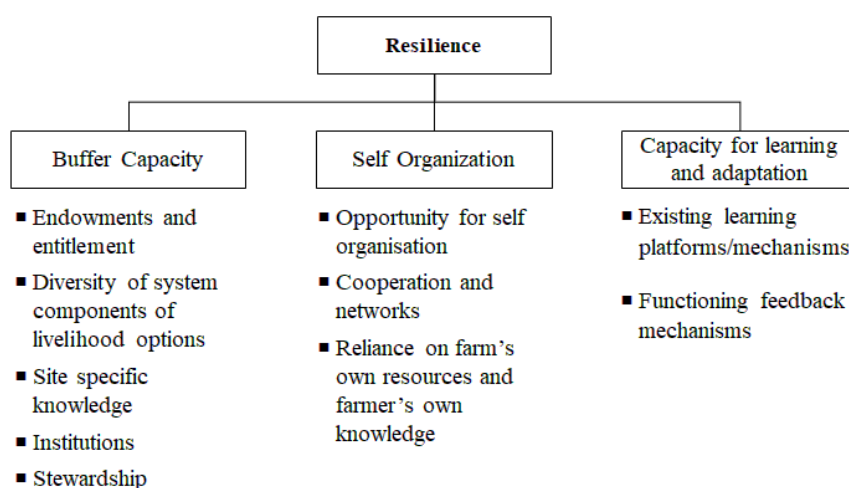 Resilience
Buffer Capacity
Self Organization
Capacity for learning
and adaptation
■ Endowments and
entitlement
■ Diversity of system
components of
livelihood options
■ Site specific
knowledge
■ Institutions
■ Stewardship
■ Opportunity for self
organisation
■ Cooperation and
networks
■ Reliance on farm’s
own resources and
farmer’s own
knowledge
■ Existing learning
platforms/mechanisms
■ Functioning feedback
mechanisms